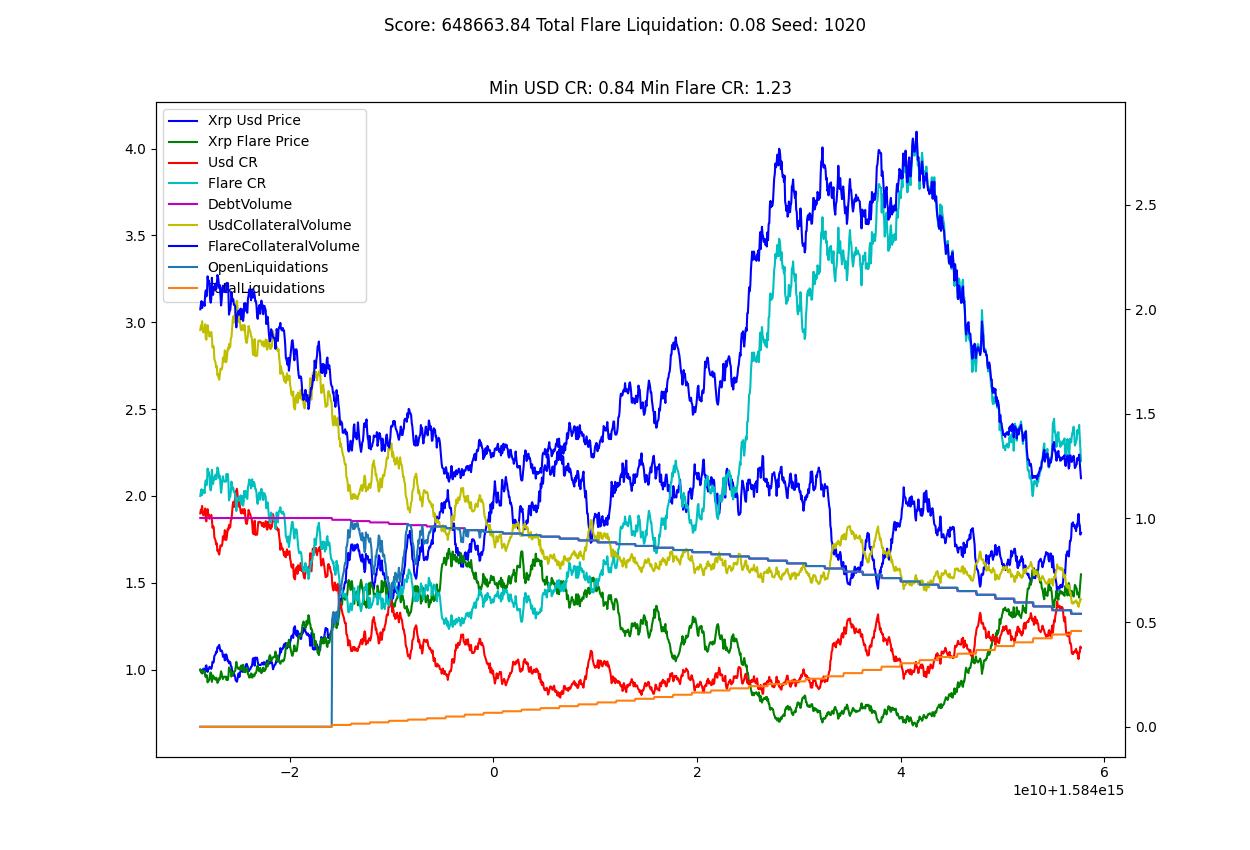 Score: 648663.84 Total Flare Liquidation: 0.08 Seed: 1020
Min USD CR: 0.84 Min Flare CR: 1.23
Xrp Usd Price
Xrp Flare Price
Usd CR
Flare CR
DebtVolume
UsdCollateralVolume
FlareCollateralVolume
OpenLiquidations
TotalLiquidations
4.0
3.5
3.0
2.5
2.0
1.5
1.0
2.5
2.0
1.5
1.0
0.5
0.0
−2
0
2
4
6
1e10+1.584e15